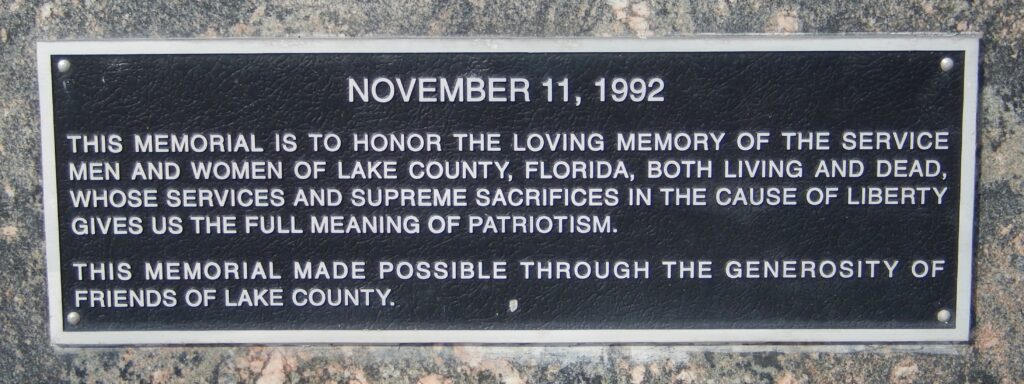 NOVEMBER 11, 1992
THIS MEMORIAL IS TO HONOR THE LOVING MEMORY OF THE SERVICE
MEN AND WOMEN OF LAKE COUNTY, FLORIDA, BOTH LIVING AND DEAD,
WHOSE SERVICES AND SUPREME SACRIFICES IN THE CAUSE OF LIBERTY
GIVES US THE FULL MEANING OF PATRIOTISM.
THIS MEMORIAL MADE POSSIBLE THROUGH THE GENEROSITY OF
FRIENDS OF LAKE COUNTY.